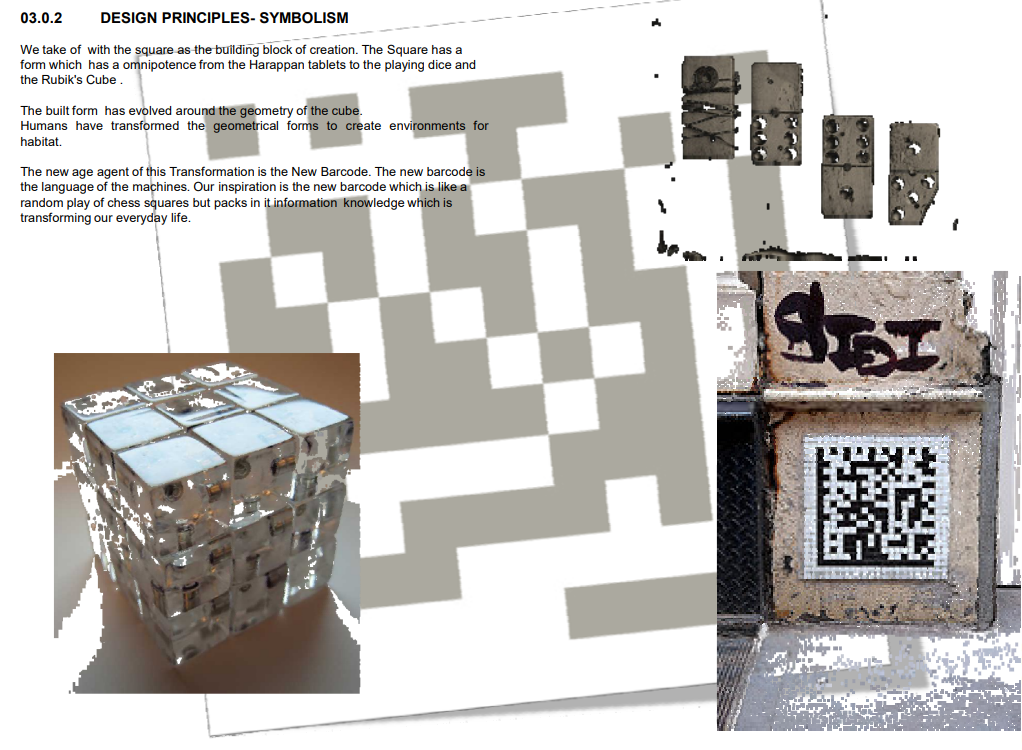 03.0.2 DESIGN PRINCIPLES- SYMBOLISM
We take of with the square as the building block of creation. The Square has a
form which has a omnipotence from the Harappan tablets to the playing dice and
the Rubik's Cube .
The built form has evolved around the geometry of the cube.
Humans have transformed the geometrical forms to create environments for
habitat.
The new age agent of this Transformation is the New Barcode. The new barcode is
the language of the machines. Our inspiration is the new barcode which is like a
random play of chess squares but packs in it information knowledge which is
transforming our everyday life.